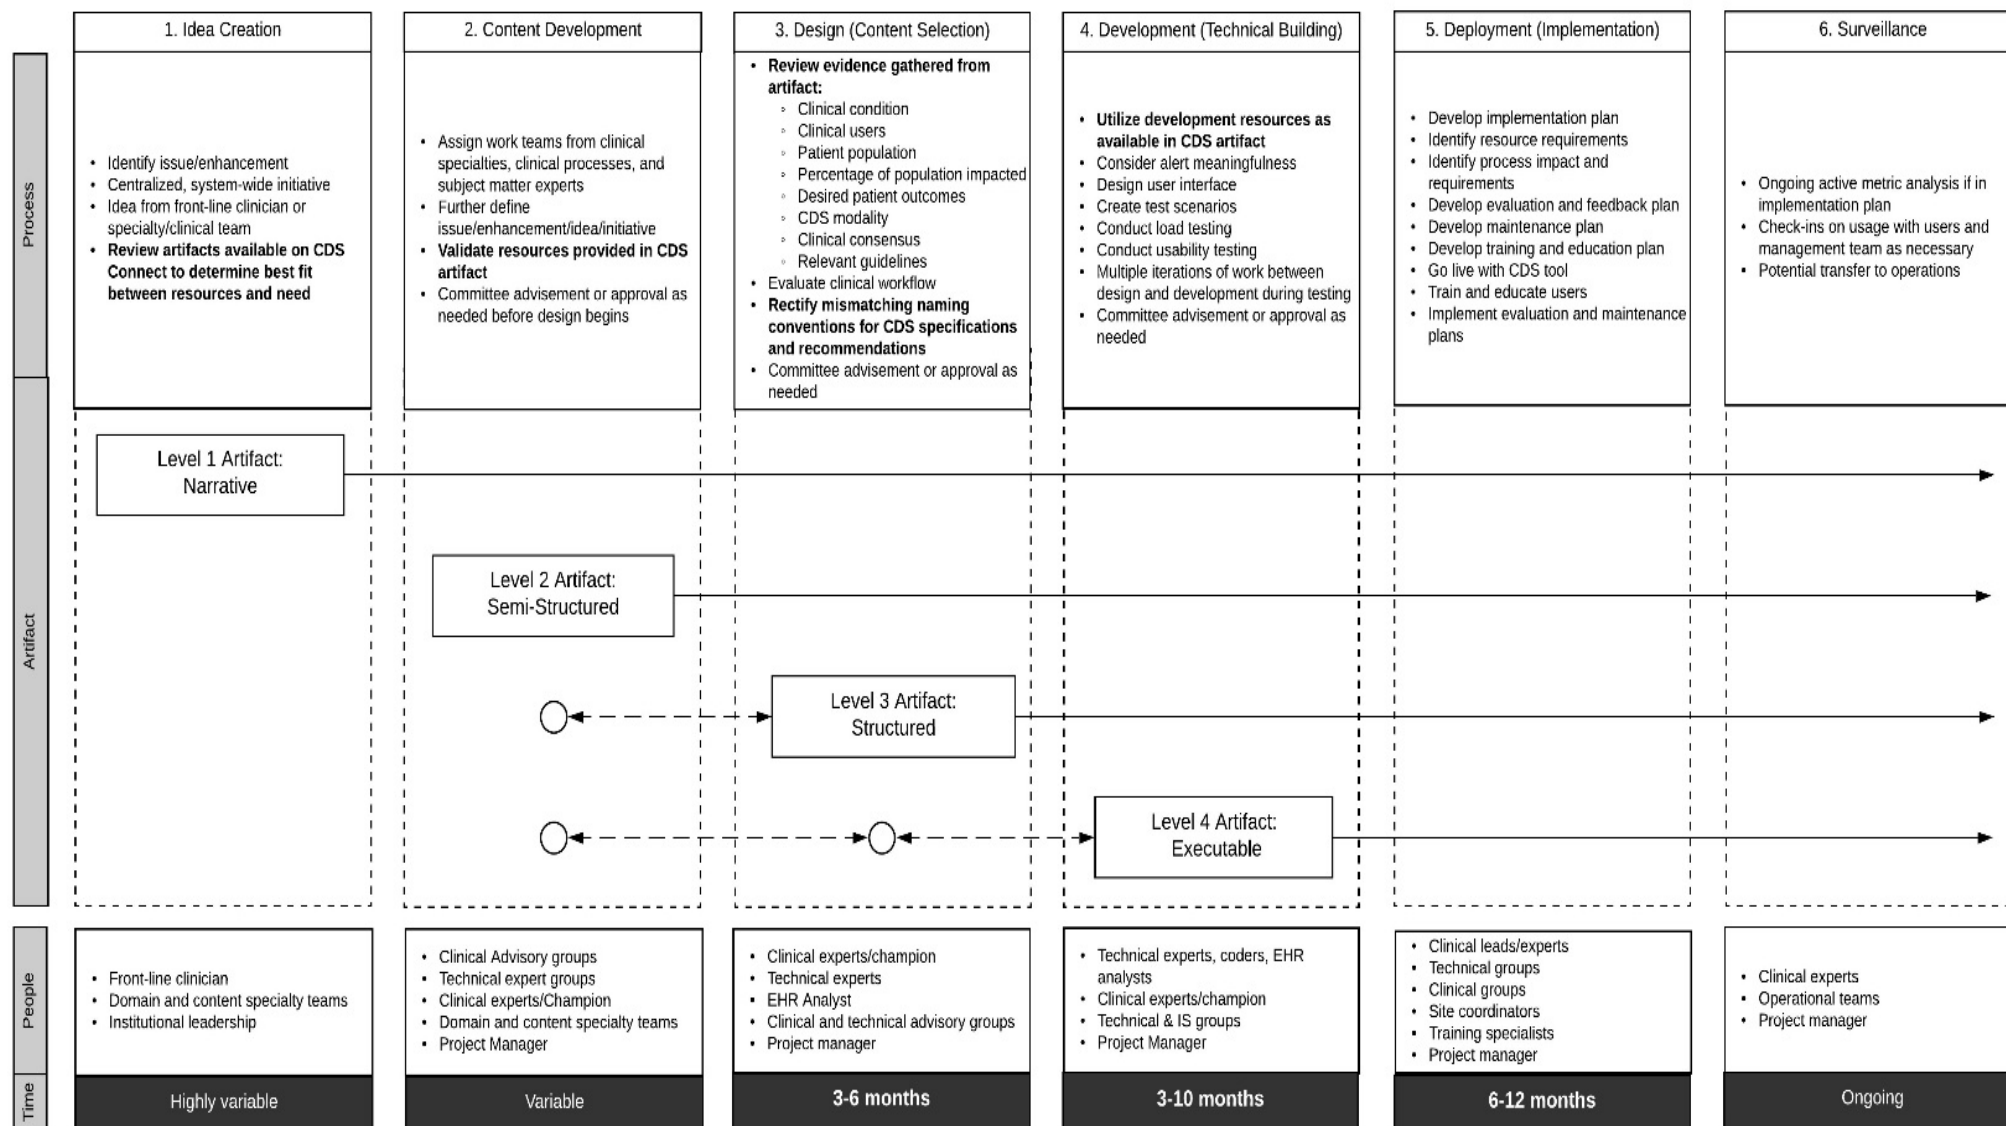 1. Idea Creation
2. Content Development
3. Design (Content Selection)
4. Development (Technical Building)
5. Deployment (Implementation)
6. Surveillance
Process
• Identify issue/enhancement
• Centralized, system-wide initiative
• Idea from front-line clinician or
specialty/clinical team
• Review artifacts available on CDS
Connect to determine best fit
between resources and need
• Assign work teams from clinical
specialties, clinical processes, and
subject matter experts
• Further define
issue/enhancement/idea/initiative
• Validate resources provided in CDS
artifact
• Committee advisement or approval as
needed before design begins
• Review evidence gathered from
artifact:
◦ Clinical condition
◦ Clinical users
◦ Patient population
◦ Percentage of population impacted
◦ Desired patient outcomes
◦ CDS modality
◦ Clinical consensus
◦ Relevant guidelines
• Evaluate clinical workflow
• Rectify mismatching naming
conventions for CDS specifications
and recommendations
• Committee advisement or approval as
needed
• Utilize development resources as
available in CDS artifact
• Consider alert meaningfulness
• Design user interface
• Create test scenarios
• Conduct load testing
• Conduct usability testing
• Multiple iterations of work between
design and development during testing
• Committee advisement or approval as
needed
• Develop implementation plan
• Identify resource requirements
• Identify process impact and
requirements
• Develop evaluation and feedback plan
• Develop maintenance plan
• Develop training and education plan
• Go live with CDS tool
• Train and educate users
• Implement evaluation and maintenance
plans
• Ongoing active metric analysis if in
implementation plan
• Check-ins on usage with users and
management team as necessary
• Potential transfer to operations
Artifact
Level 1 Artifact:
Narrative
Level 2 Artifact:
Semi-Structured
Level 3 Artifact:
Structured
Level 4 Artifact:
Executable
People
• Front-line clinician
• Domain and content specialty teams
• Institutional leadership
• Clinical Advisory groups
• Technical expert groups
• Clinical experts/Champion
• Domain and content specialty teams
• Project Manager
• Clinical experts/champion
• Technical experts
• EHR Analyst
• Clinical and technical advisory groups
• Project manager
• Technical experts, coders, EHR
analysts
• Clinical experts/champion
• Technical & IS groups
• Project Manager
• Clinical leads/experts
• Technical groups
• Clinical groups
• Site coordinators
• Training specialists
• Project manager
• Clinical experts
• Operational teams
• Project manager
Time
Highly variable
Variable
3-6 months
3-10 months
6-12 months
Ongoing